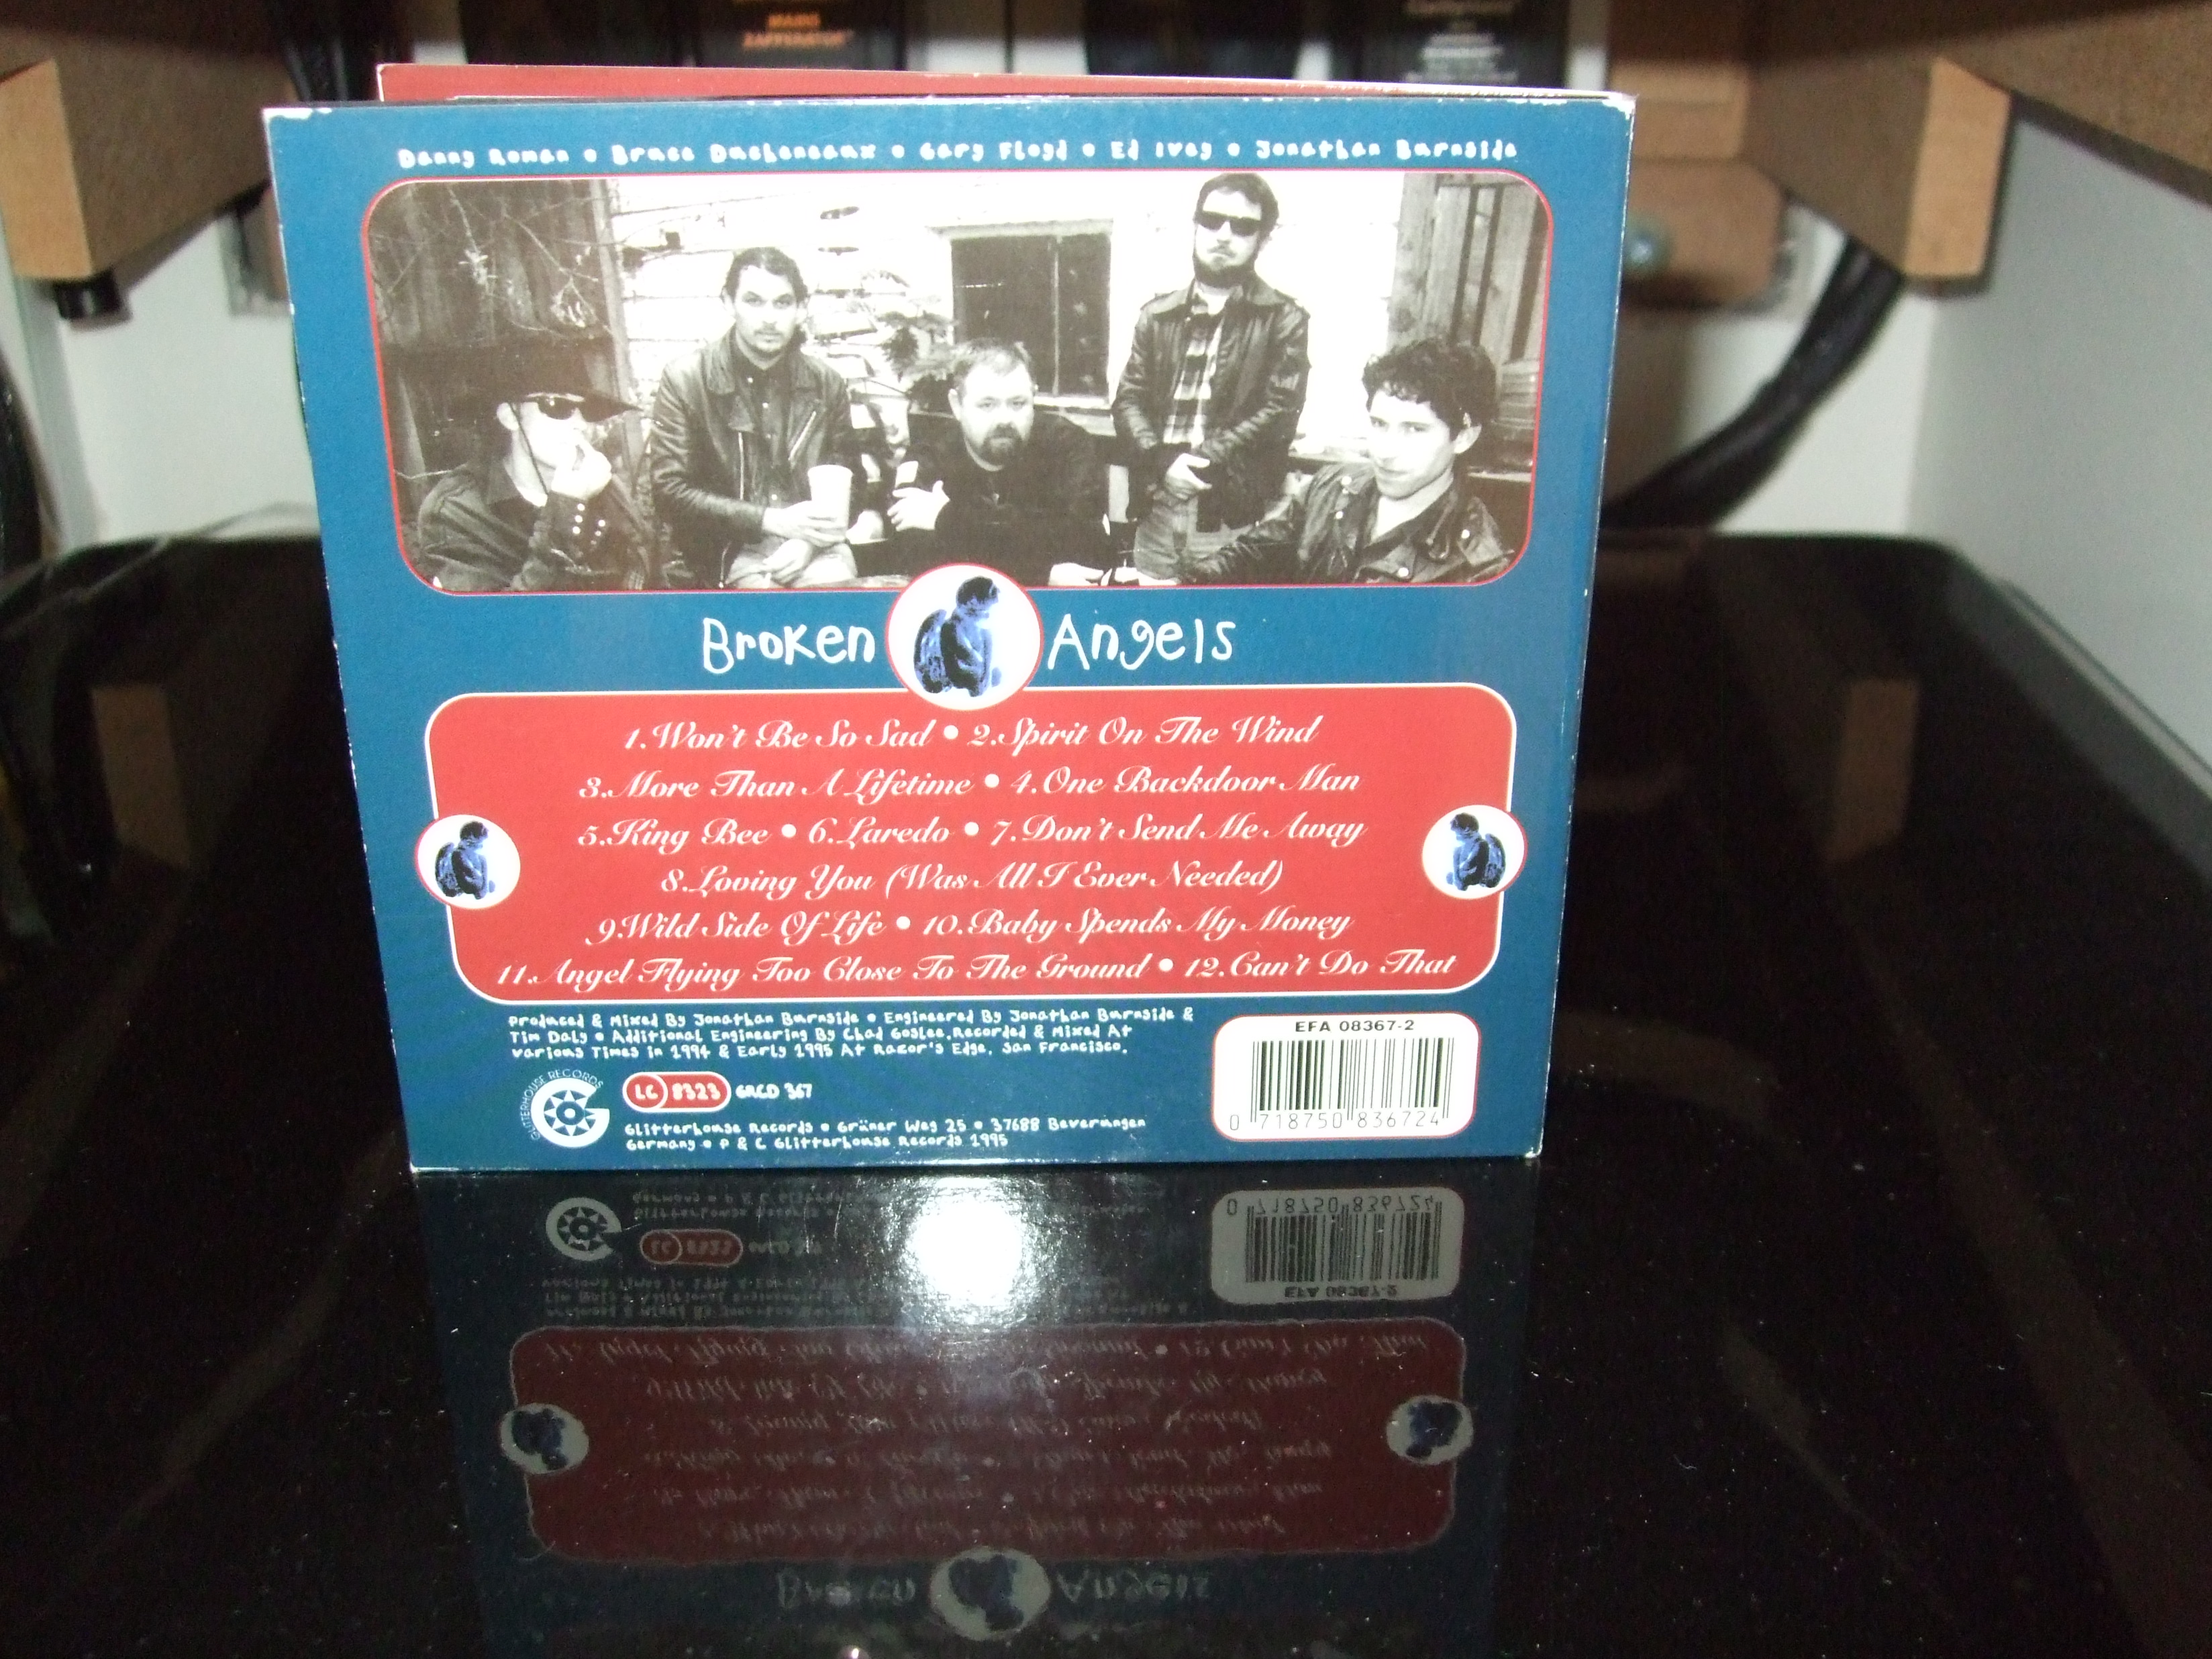 Danny Roman • Bruce Ducheneaux • Gary Floyd • Ed Ivey • Jonathan Burnside
Broken Angels
1.Won't Be So Sad • 2.Spirit On The Wind
3.More Than A Lifetime • 4.One Backdoor Man
5.King Bee • 6.Laredo • 7.Don't Send Me Away
8.Loving You (Was All I Ever Needed)
9.Wild Side Of Life • 10.Baby Spends My Money
11.Angel Flying Too Close To The Ground • 12.Can't Do That
Produced & Mixed By Jonathan Burnside • Engineered By Jonathan Burnside &
Tim Daly • Additional Engineering By Chad Goslee.Recorded & Mixed At
Various Times in 1994 & Early 1995 At Razor's Edge, San Francisco.
GLITTERHOUSE RECORDS
LC 8323 GRCD 367
Glitterhouse Records • Grüner Weg 25 • 37688 Beverungen
Germany • P & C Glitterhouse Records 1995
EFA 08367-2
0 718750 836724